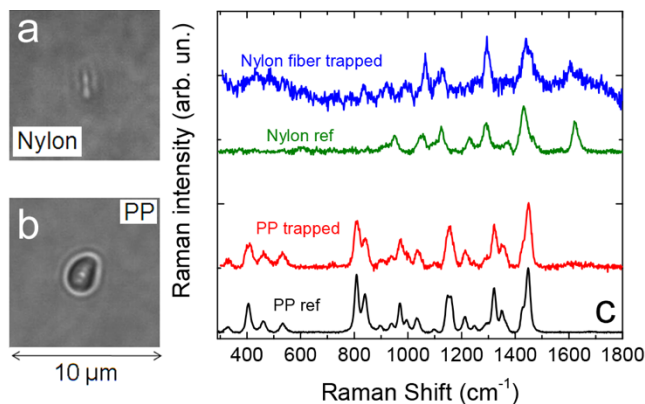 a
Nylon
b
PP
10 µm
Raman intensity (arb. un.)
Nylon fiber trapped
Nylon ref
PP trapped
PP ref
c
400 600 800 1000 1200 1400 1600 1800
Raman Shift (cm⁻¹)